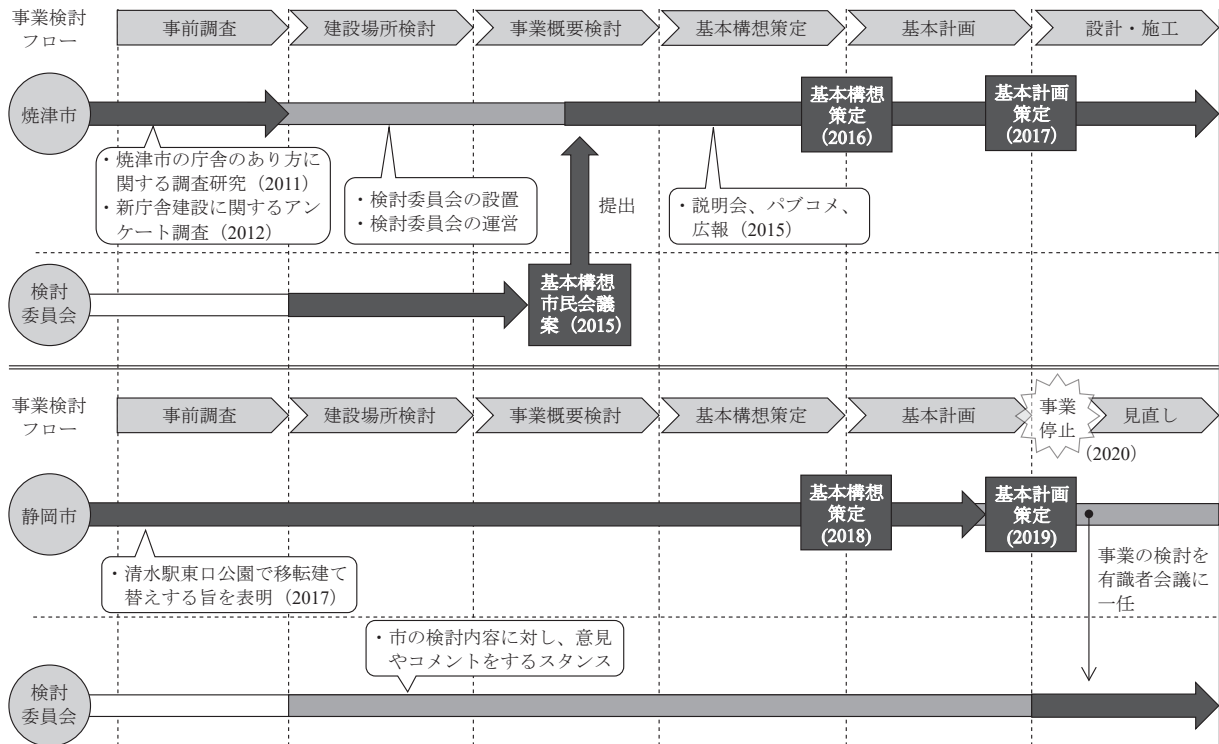 事業検討
フロー
事前調査
建設場所検討
事業概要検討
基本構想策定
基本計画
設計・施工
焼津市
基本構想
策定
(2016)
基本計画
策定
(2017)
・焼津市の庁舎のあり方に
関する調査研究（2011）
・新庁舎建設に関するアン
ケート調査（2012）
・検討委員会の設置
・検討委員会の運営
提出
・説明会、パブコメ、
広報（2015）
検討
委員会
基本構想
市民会議
案（2015）
事業検討
フロー
事前調査
建設場所検討
事業概要検討
基本構想策定
基本計画
事業
停止
(2020)
見直し
静岡市
基本構想
策定
(2018)
基本計画
策定
(2019)
・清水駅東口公園で移転建て
替えする旨を表明（2017）
事業の検討を
有識者会議に
一任
・市の検討内容に対し、意見
やコメントをするスタンス
検討
委員会